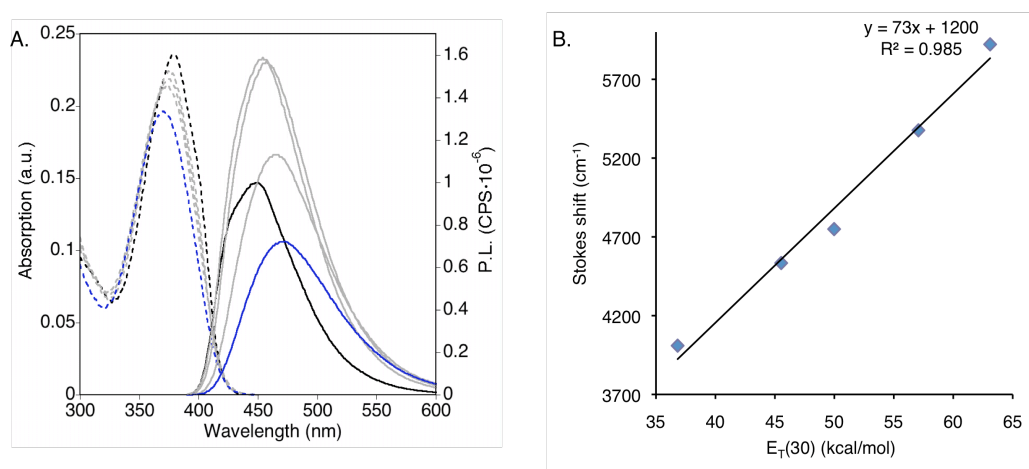 A.
0.25
0.2
0.15
0.1
0.05
0
Absorption (a.u.)
300 350 400 450 500 550 600
Wavelength (nm)
1.6
1.4
1.2
1
0.8
0.6
0.4
0.2
0
P.L. (CPS·10⁻⁶)
B.
y = 73x + 1200
R² = 0.985
5700
5200
4700
4200
3700
Stokes shift (cm⁻¹)
35 40 45 50 55 60 65
E_T(30) (kcal/mol)